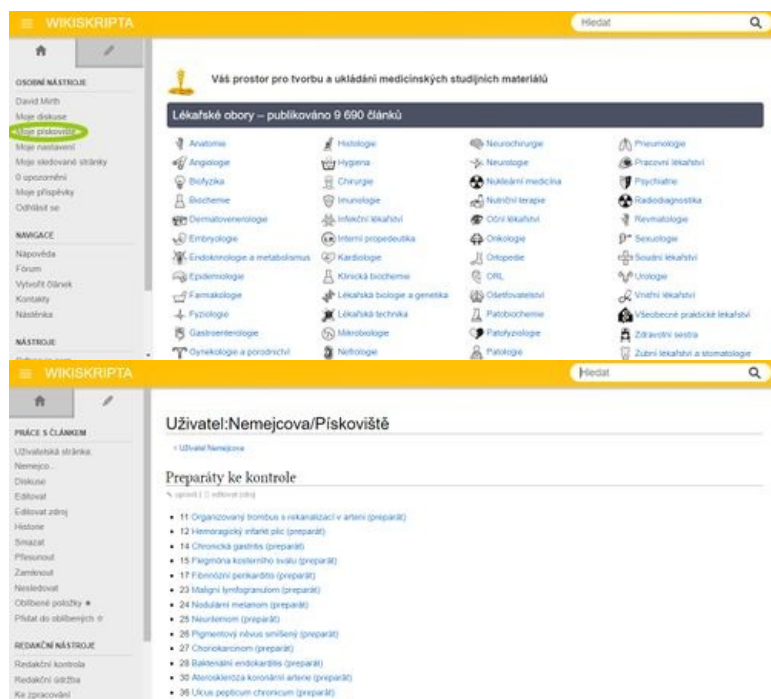 WIKISKRIPTA
Hledat
OSOBNÍ NÁSTROJE
David Mirth
Moje diskuse
Moje pískoviště
Moje nastavení
Moje sledované stránky
0 upozornění
Moje příspěvky
Odhlásit se
NAVIGACE
Nápověda
Fórum
Vytvořit článek
Kontakty
Nástěnka
NÁSTROJE
Váš prostor pro tvorbu a ukládání medicínských studijních materiálů
Lékařské obory – publikováno 9 690 článků
Anatomie
Angiologie
Biofyzika
Biochemie
Dermatovenerologie
Embryologie
Endokrinologie a metabolismus
Epidemiologie
Farmakologie
Fyziologie
Gastroenterologie
Gynekologie a porodnictví
Histologie
Hygiena
Chirurgie
Imunologie
Infekční lékařství
Interní propedeutika
Kardiologie
Klinická biochemie
Lékařská biologie a genetika
Lékařská technika
Mikrobiologie
Nefrologie
Neurochirurgie
Neurologie
Nukleární medicína
Nutriční terapie
Oční lékařství
Onkologie
Ortopedie
ORL
Ošetřovatelství
Patobiochemie
Patofyziologie
Patologie
Pneumologie
Pracovní lékařství
Psychiatrie
Radiodiagnostika
Revmatologie
Sexuologie
Soudní lékařství
Urologie
Vnitřní lékařství
Všeobecné praktické lékařství
Zdravotní sestra
Zubní lékařství a stomatologie
WIKISKRIPTA
Hledat
PRÁCE S ČLÁNKEM
Uživatelská stránka:
Nemejco...
Diskuse
Editovat
Editovat zdroj
Historie
Smazat
Přesunout
Zamknout
Nesledovat
Oblíbené položky ★
Přidat do oblíbených ☆
REDAKČNÍ NÁSTROJE
Redakční kontrola
Redakční údržba
Ke zpracování
Uživatel:Nemejcova/Pískoviště
< Uživatel:Nemejcova
Preparáty ke kontrole
upravit | editovat zdroj
11 Organizovaný trombus s rekanalizací v arterii (preparát)
12 Hemoragický infarkt plic (preparát)
14 Chronická gastritis (preparát)
15 Flegmóna kosterního svalu (preparát)
17 Fibrinózní perikarditis (preparát)
23 Maligní lymfogranulom (preparát)
24 Nodulární melanom (preparát)
25 Neurilemom (preparát)
26 Pigmentový névus smíšený (preparát)
27 Choriokarcinom (preparát)
28 Bakteriální endokarditis (preparát)
30 Ateroskleróza koronární arterie (preparát)
36 Ulcus pepticum chronicum (preparát)